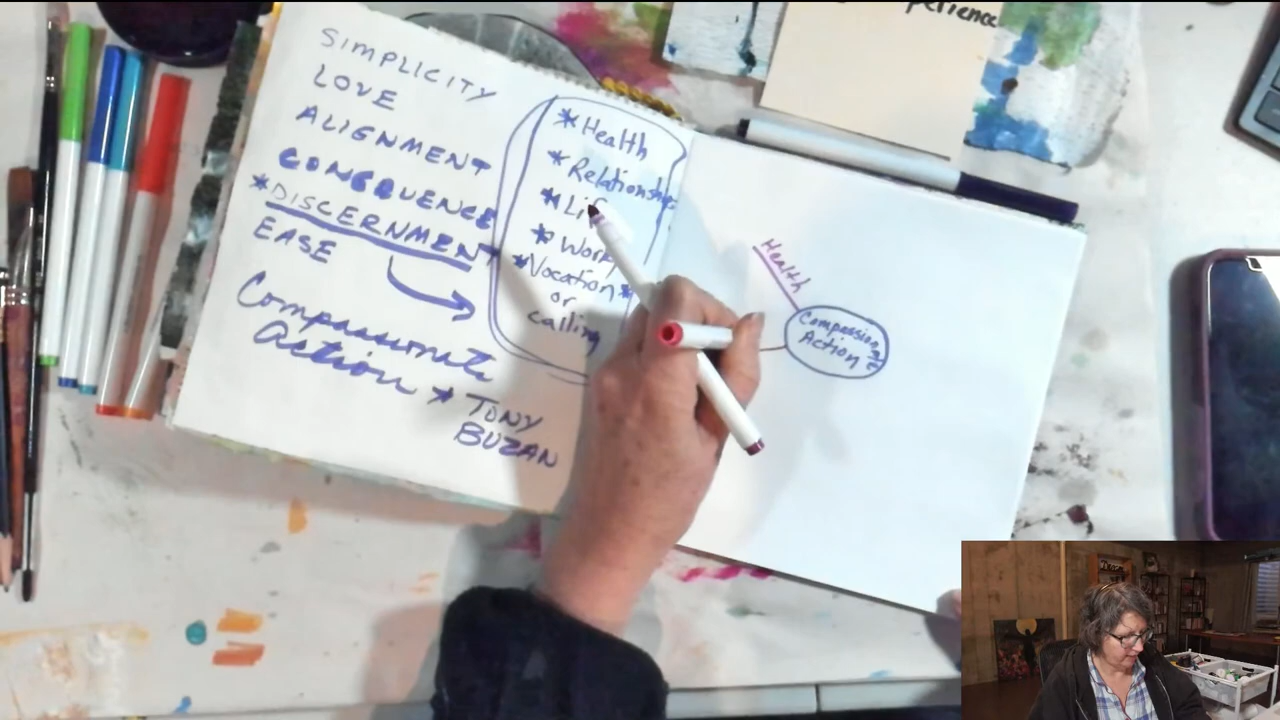 SIMPLICITY
LOVE
ALIGNMENT
CONGRUENCE
*DISCERNMENT
EASE
Compassionate
Action * TONY
BUZAN
* Health
* Relationships
* Work
* Vocation *
or
calling
Health
Compassionate
Action